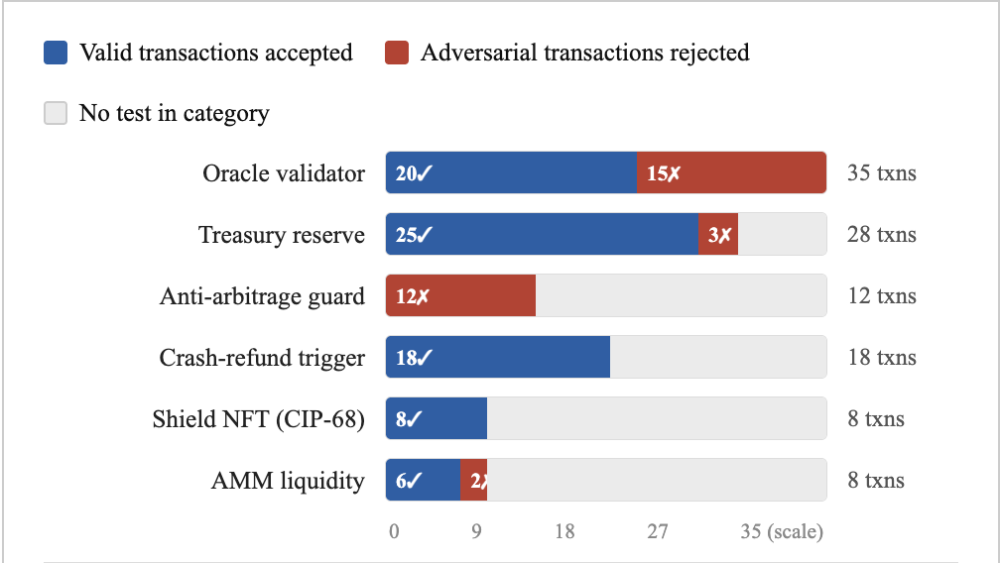 Valid transactions accepted Adversarial transactions rejected
No test in category
Oracle validator 20✓ 15✗ 35 txns
Treasury reserve 25✓ 3✗ 28 txns
Anti-arbitrage guard 12✗ 12 txns
Crash-refund trigger 18✓ 18 txns
Shield NFT (CIP-68) 8✓ 8 txns
AMM liquidity 6✓ 2✗ 8 txns
0 9 18 27 35 (scale)